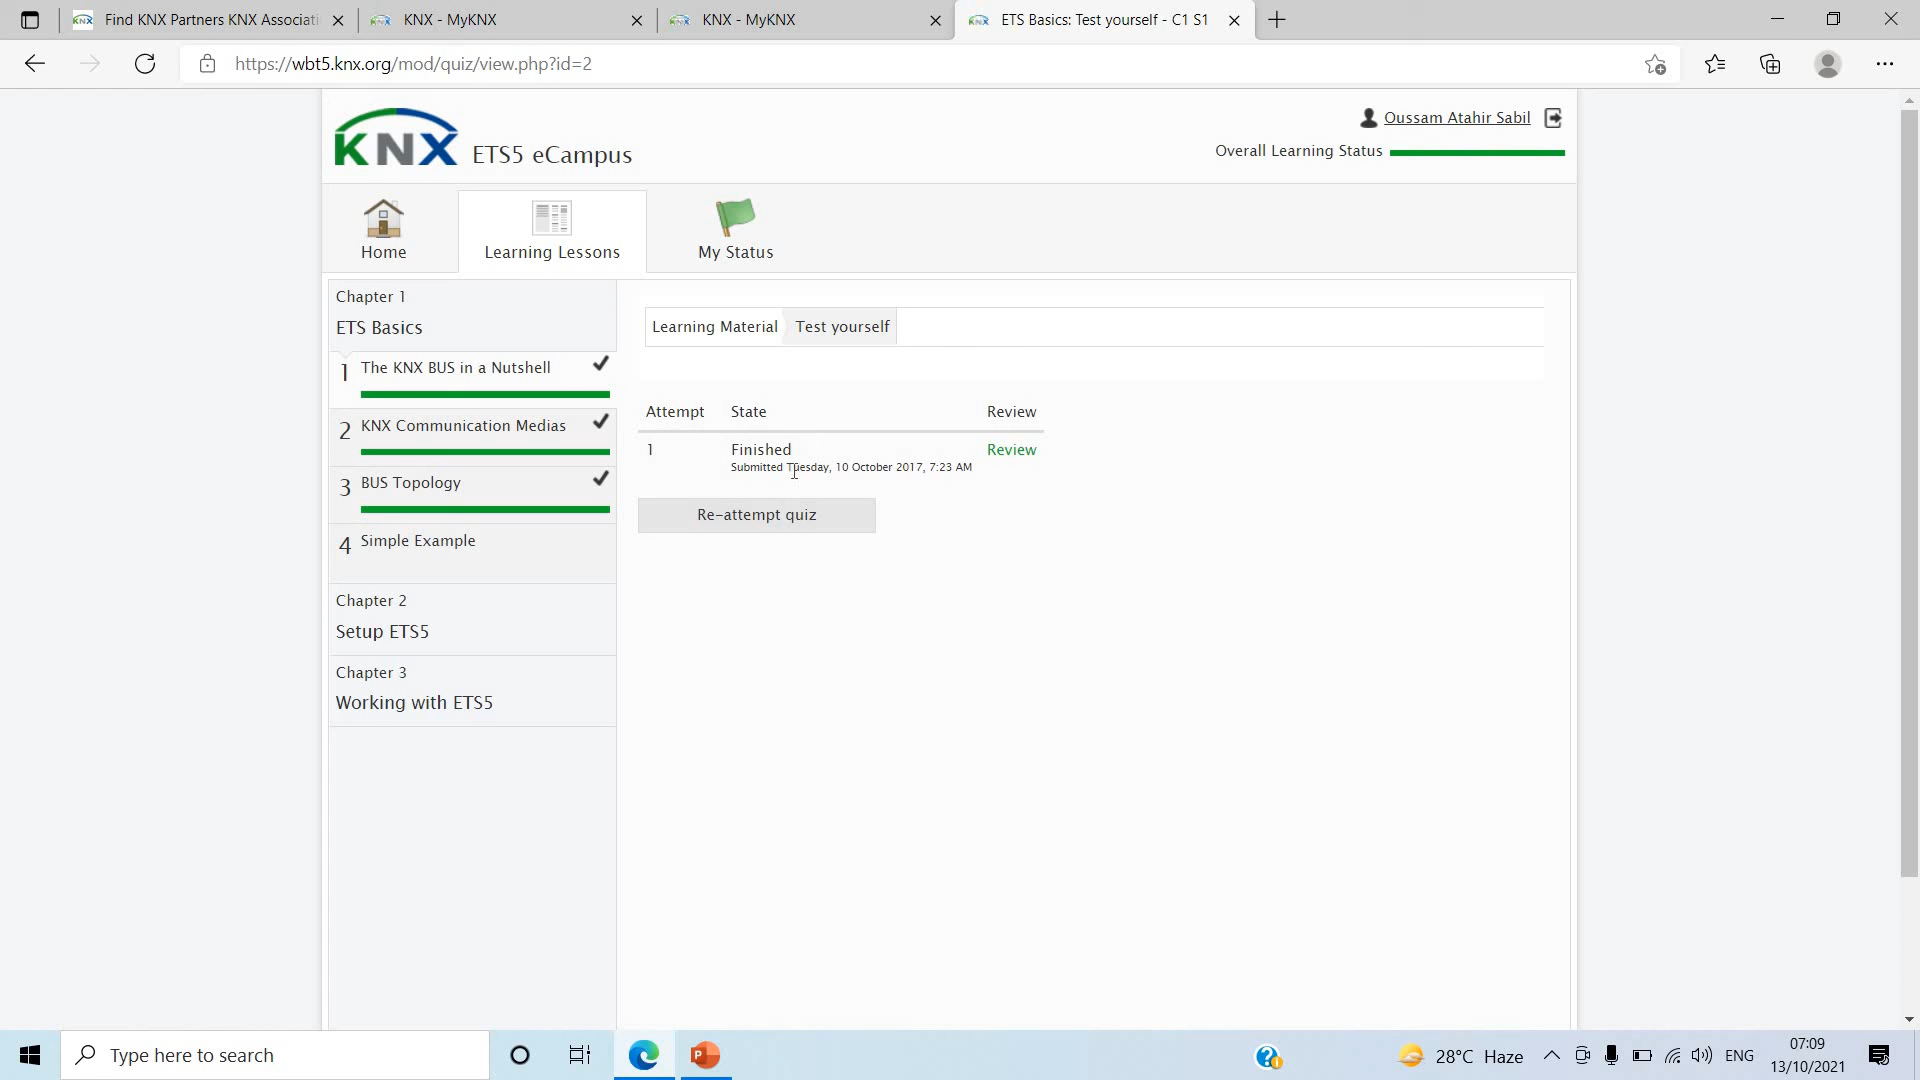 Find KNX Partners KNX Associati
KNX - MyKNX
KNX - MyKNX
ETS Basics: Test yourself - C1 S1
https://wbt5.knx.org/mod/quiz/view.php?id=2
KNX
ETS5 eCampus
Oussam Atahir Sabil
Overall Learning Status
Home
Learning Lessons
My Status
Chapter 1
ETS Basics
1 The KNX BUS in a Nutshell
2 KNX Communication Medias
3 BUS Topology
4 Simple Example
Chapter 2
Setup ETS5
Chapter 3
Working with ETS5
Learning Material
Test yourself
Attempt State Review
1 Finished Review
Submitted Tuesday, 10 October 2017, 7:23 AM
Re-attempt quiz
Type here to search
28°C Haze
ENG
07:09
13/10/2021